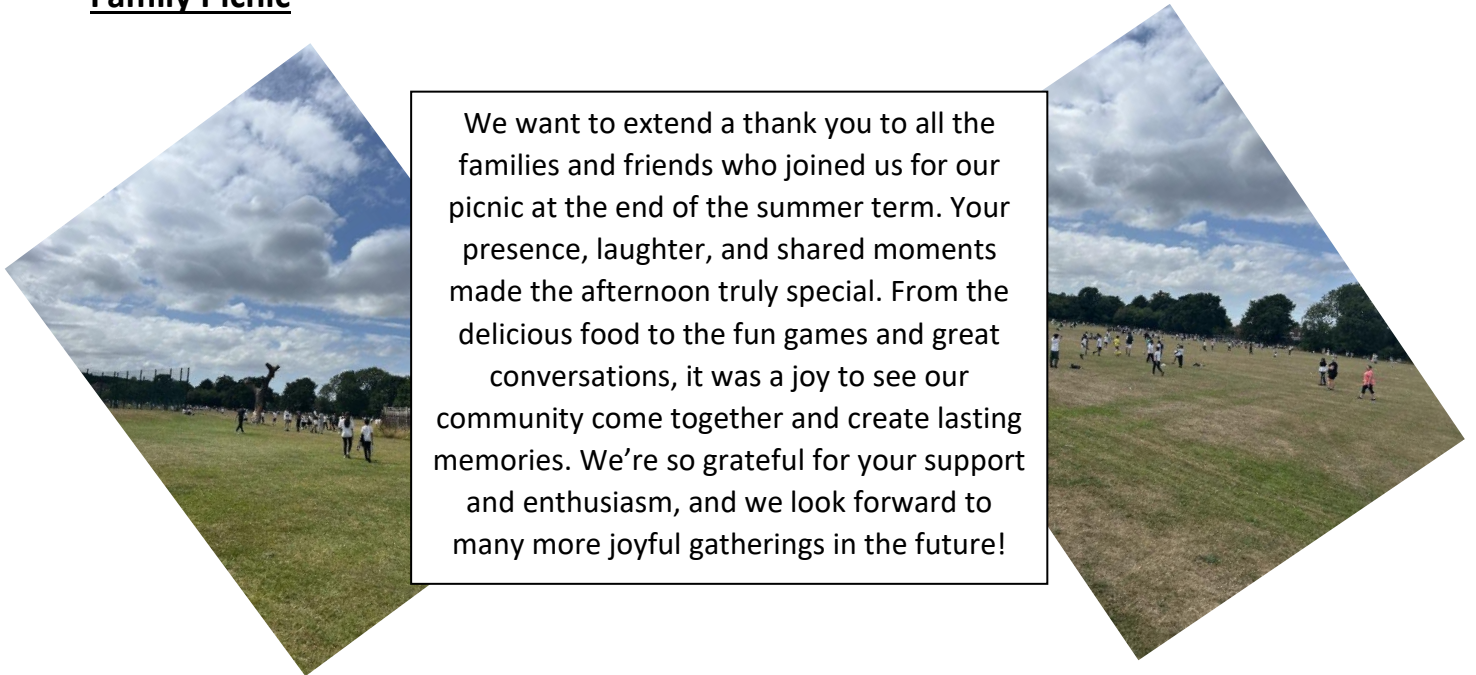 Family Picnic
We want to extend a thank you to all the
families and friends who joined us for our
picnic at the end of the summer term. Your
presence, laughter, and shared moments
made the afternoon truly special. From the
delicious food to the fun games and great
conversations, it was a joy to see our
community come together and create lasting
memories. We’re so grateful for your support
and enthusiasm, and we look forward to
many more joyful gatherings in the future!